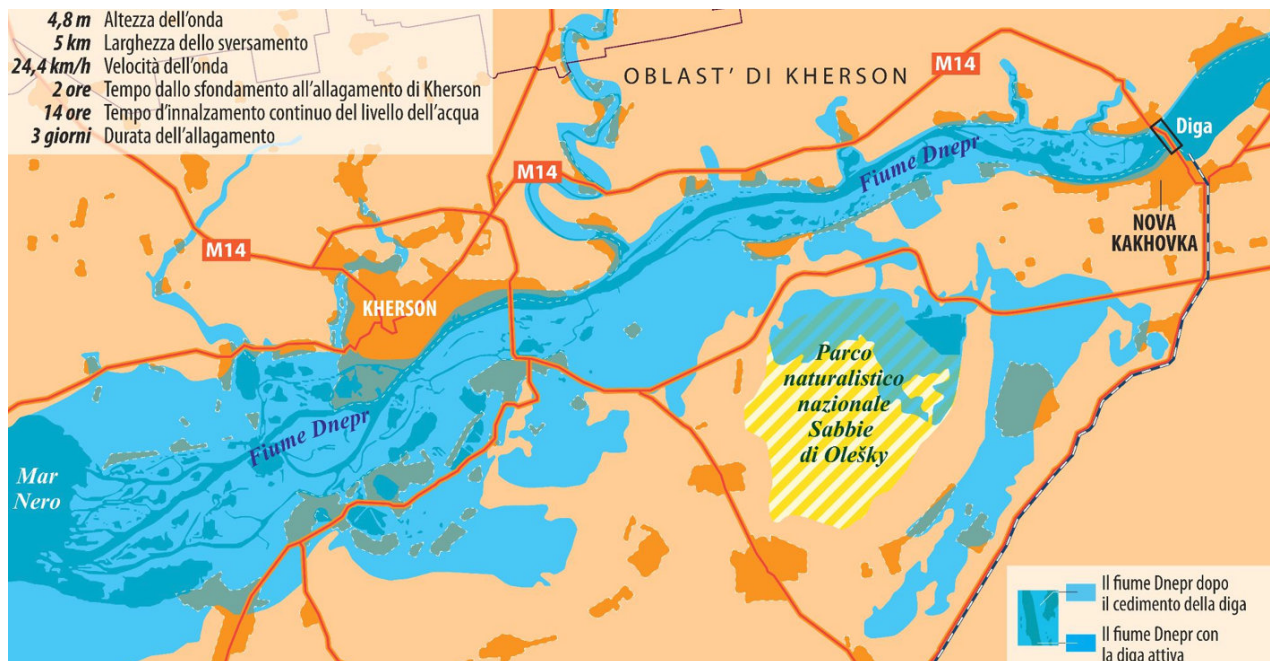 4,8 m Altezza dell'onda
5 km Larghezza dello sversamento
24,4 km/h Velocità dell'onda
2 ore Tempo dallo sfondamento all'allagamento di Kherson
14 ore Tempo d'innalzamento continuo del livello dell'acqua
3 giorni Durata dell'allagamento
OBLAST' DI KHERSON
M14
Diga
Fiume Dnepr
M14
NOVA
KAKHOVKA
M14
KHERSON
Parco
naturalistico
nazionale
Sabbie
di Olešky
Fiume Dnepr
Mar
Nero
Il fiume Dnepr dopo
il cedimento della diga
Il fiume Dnepr con
la diga attiva